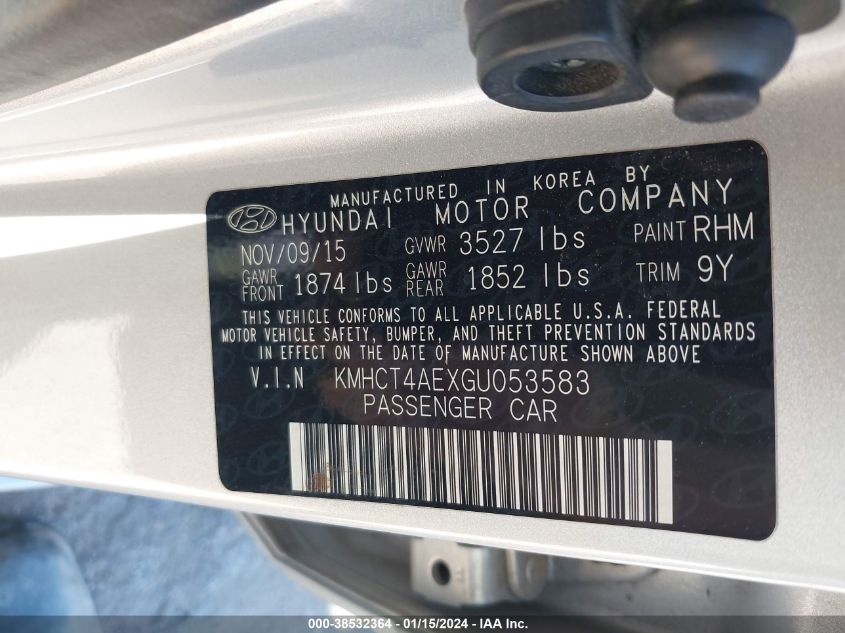 MANUFACTURED IN KOREA BY
HYUNDAI MOTOR COMPANY
NOV/09/15 GVWR 3527 lbs PAINT RHM
GAWR FRONT 1874 lbs GAWR REAR 1852 lbs TRIM 9Y
THIS VEHICLE CONFORMS TO ALL APPLICABLE U.S.A. FEDERAL
MOTOR VEHICLE SAFETY, BUMPER, AND THEFT PREVENTION STANDARDS
IN EFFECT ON THE DATE OF MANUFACTURE SHOWN ABOVE
V.I.N KMHCT4AEXGU053583
PASSENGER CAR
000-38532364 - 01/15/2024 - IAA Inc.